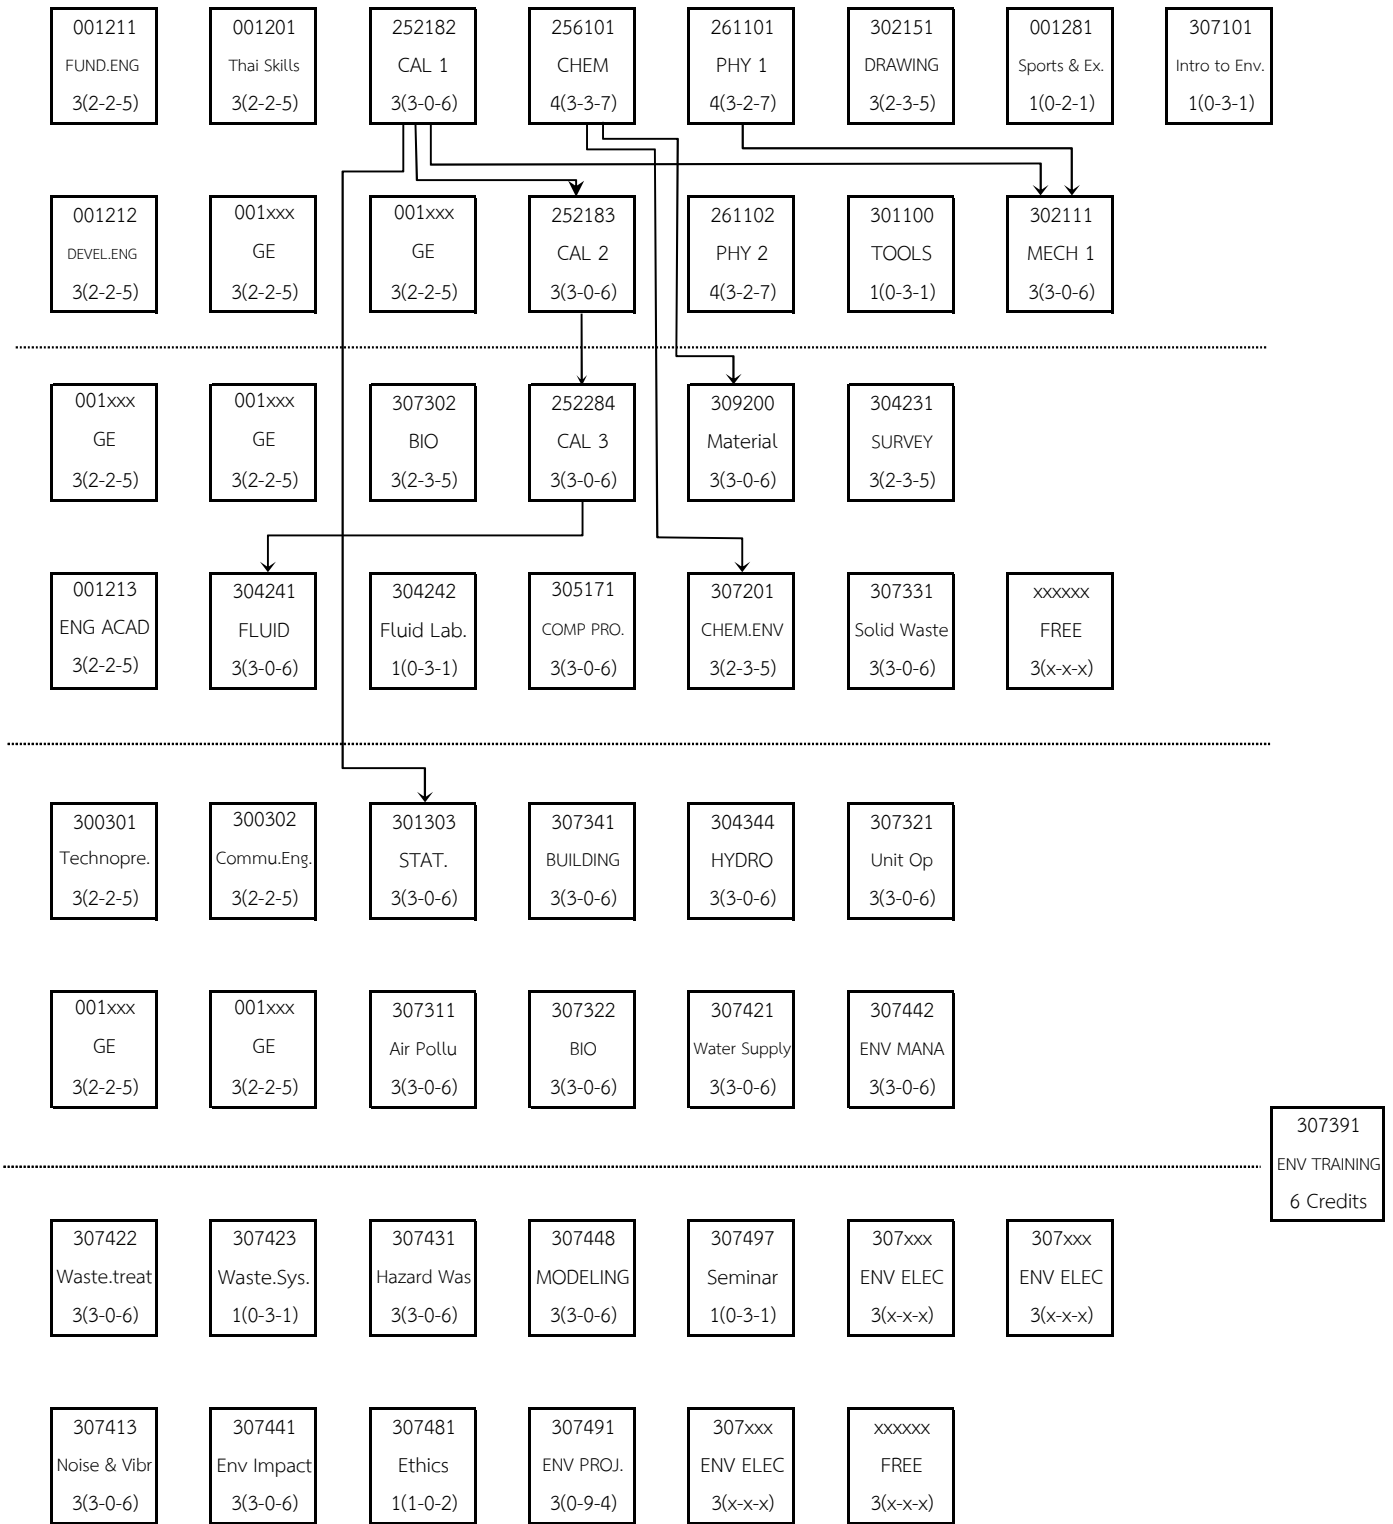 001211
FUND.ENG
3(2-2-5)
001201
Thai Skills
3(2-2-5)
252182
CAL 1
3(3-0-6)
256101
CHEM
4(3-3-7)
261101
PHY 1
4(3-2-7)
302151
DRAWING
3(2-3-5)
001281
Sports & Ex.
1(0-2-1)
307101
Intro to Env.
1(0-3-1)
001212
DEVEL.ENG
3(2-2-5)
001xxx
GE
3(2-2-5)
001xxx
GE
3(2-2-5)
252183
CAL 2
3(3-0-6)
261102
PHY 2
4(3-2-7)
301100
TOOLS
1(0-3-1)
302111
MECH 1
3(3-0-6)
001xxx
GE
3(2-2-5)
001xxx
GE
3(2-2-5)
307302
BIO
3(2-3-5)
252284
CAL 3
3(3-0-6)
309200
Material
3(3-0-6)
304231
SURVEY
3(2-3-5)
001213
ENG ACAD
3(2-2-5)
304241
FLUID
3(3-0-6)
304242
Fluid Lab.
1(0-3-1)
305171
COMP PRO.
3(3-0-6)
307201
CHEM.ENV
3(2-3-5)
307331
Solid Waste
3(3-0-6)
xxxxxx
FREE
3(x-x-x)
300301
Technopre.
3(2-2-5)
300302
Commu.Eng.
3(2-2-5)
301303
STAT.
3(3-0-6)
307341
BUILDING
3(3-0-6)
304344
HYDRO
3(3-0-6)
307321
Unit Op
3(3-0-6)
001xxx
GE
3(2-2-5)
001xxx
GE
3(2-2-5)
307311
Air Pollu
3(3-0-6)
307322
BIO
3(3-0-6)
307421
Water Supply
3(3-0-6)
307442
ENV MANA
3(3-0-6)
307391
ENV TRAINING
6 Credits
307422
Waste.treat
3(3-0-6)
307423
Waste.Sys.
1(0-3-1)
307431
Hazard Was
3(3-0-6)
307448
MODELING
3(3-0-6)
307497
Seminar
1(0-3-1)
307xxx
ENV ELEC
3(x-x-x)
307xxx
ENV ELEC
3(x-x-x)
307413
Noise & Vibr
3(3-0-6)
307441
Env Impact
3(3-0-6)
307481
Ethics
1(1-0-2)
307491
ENV PROJ.
3(0-9-4)
307xxx
ENV ELEC
3(x-x-x)
xxxxxx
FREE
3(x-x-x)